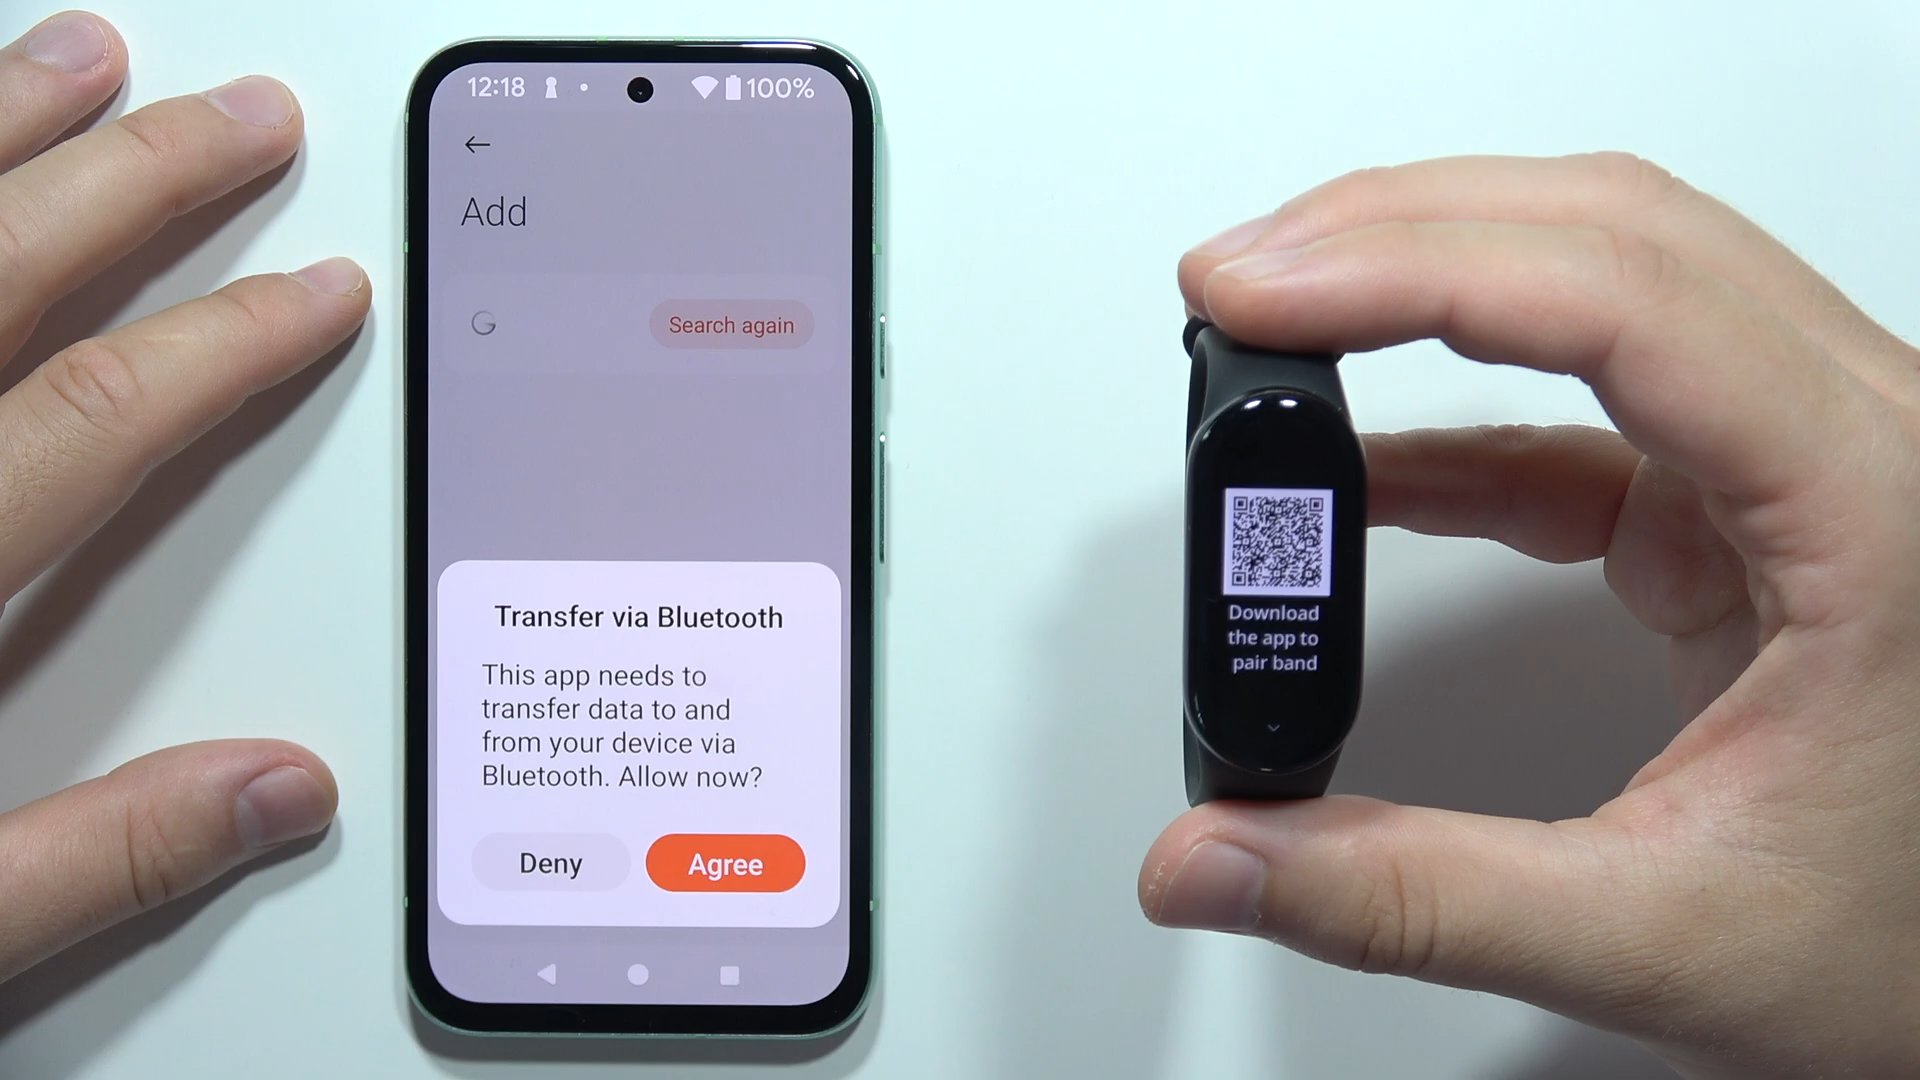 12:18
100%
Add
Search again
Transfer via Bluetooth
This app needs to
transfer data to and
from your device via
Bluetooth. Allow now?
Deny
Agree
Download
the app to
pair band